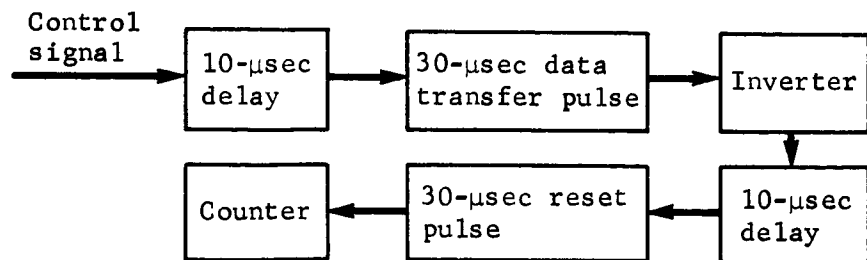 Control
signal
10-μsec
delay
30-μsec data
transfer pulse
Inverter
Counter
30-μsec reset
pulse
10-μsec
delay